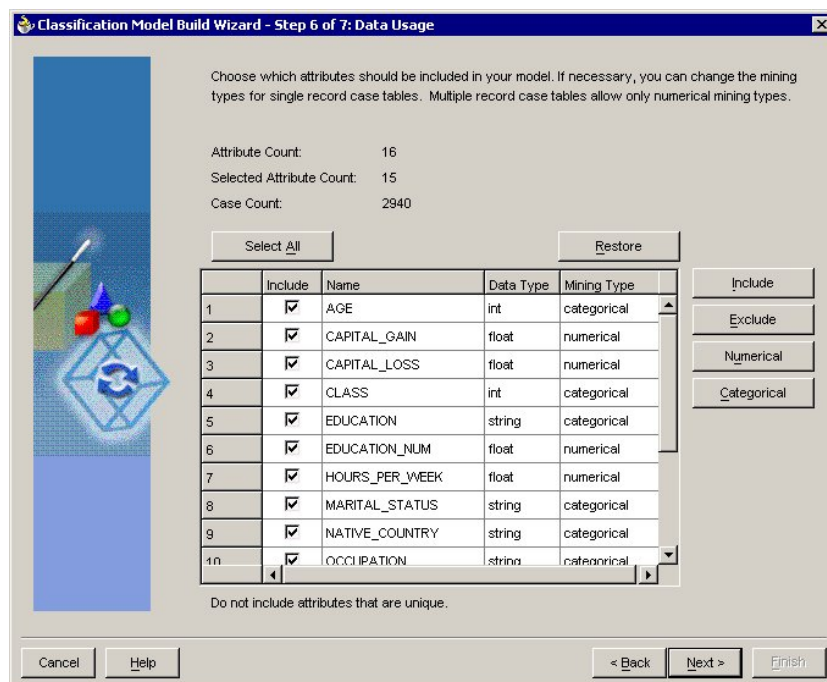 Classification Model Build Wizard - Step 6 of 7: Data Usage
Choose which attributes should be included in your model. If necessary, you can change the mining
types for single record case tables. Multiple record case tables allow only numerical mining types.
Attribute Count: 16
Selected Attribute Count: 15
Case Count: 2940
Select All Restore
Include Name Data Type Mining Type
1 AGE int categorical
2 CAPITAL_GAIN float numerical
3 CAPITAL_LOSS float numerical
4 CLASS int categorical
5 EDUCATION string categorical
6 EDUCATION_NUM float numerical
7 HOURS_PER_WEEK float numerical
8 MARITAL_STATUS string categorical
9 NATIVE_COUNTRY string categorical
10 OCCUPATION string categorical
Include
Exclude
Numerical
Categorical
Do not include attributes that are unique.
Cancel Help < Back Next > Finish